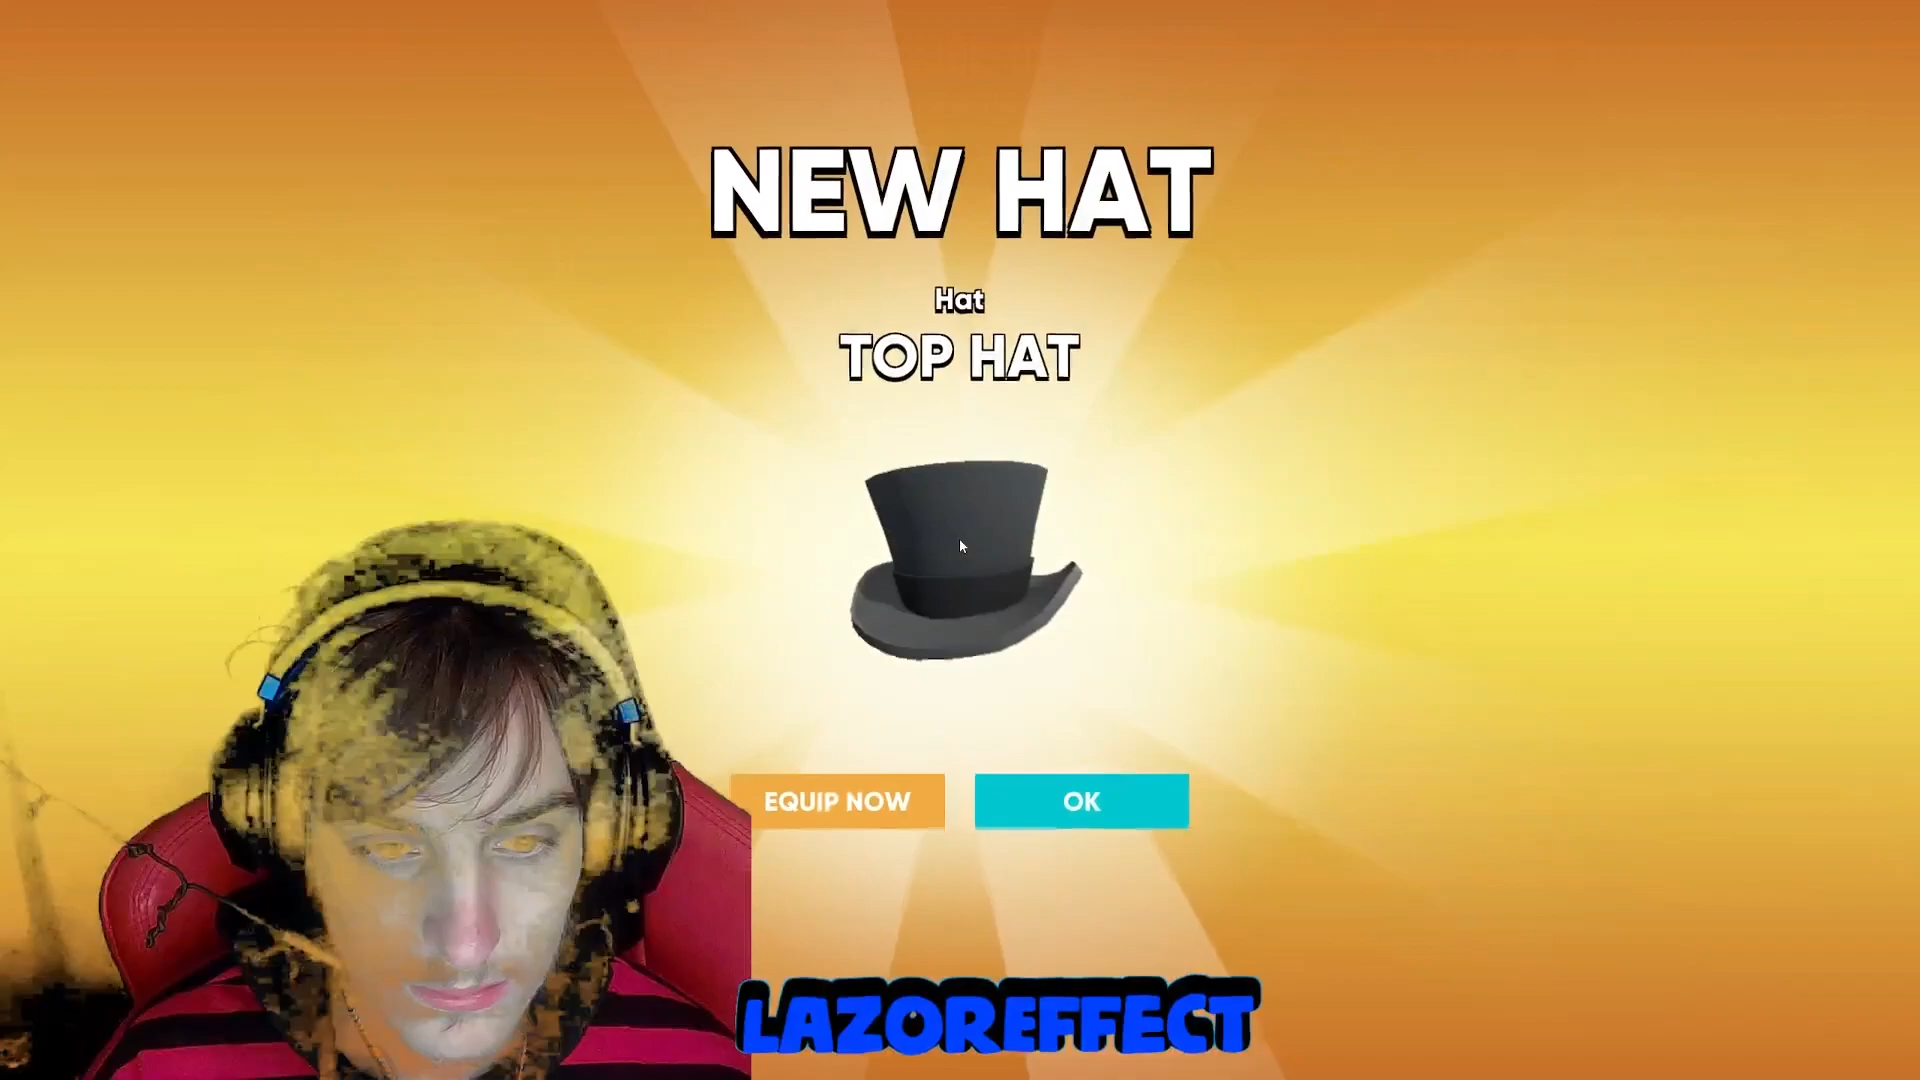 NEW HAT
Hat
TOP HAT
EQUIP NOW
OK
LAZOREFFECT